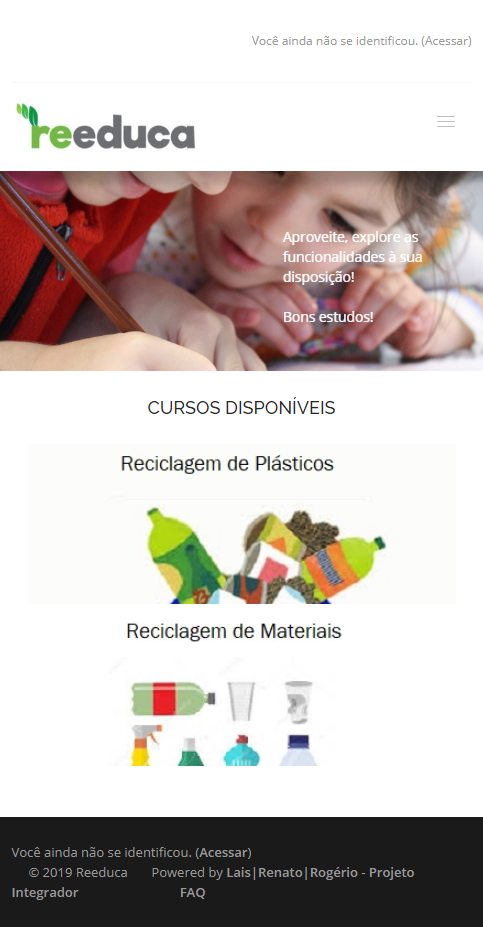 Você ainda não se identificou. (Acessar)
reeduca
Aproveite, explore as
funcionalidades à sua
disposição!
Bons estudos!
CURSOS DISPONÍVEIS
Reciclagem de Plásticos
Reciclagem de Materiais
Você ainda não se identificou. (Acessar)
© 2019 Reeduca Powered by Lais|Renato|Rogério - Projeto
Integrador FAQ